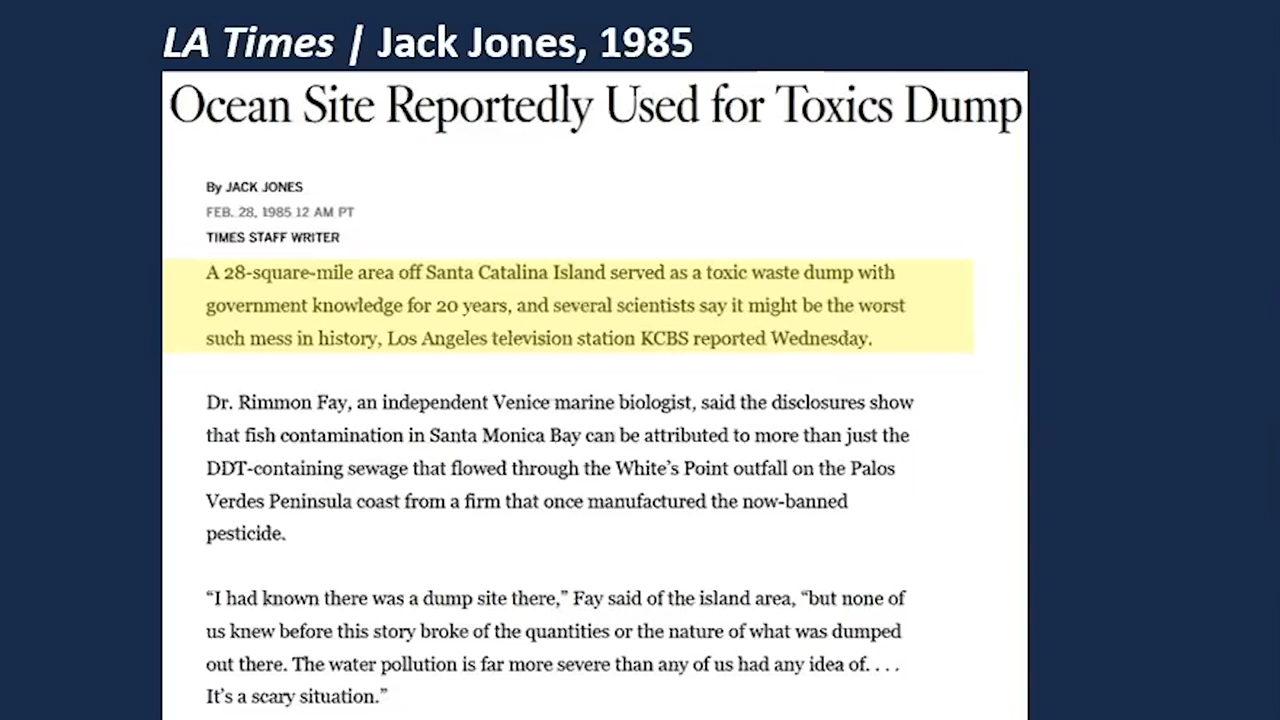 LA Times | Jack Jones, 1985
Ocean Site Reportedly Used for Toxics Dump
By JACK JONES
FEB. 28, 1985 12 AM PT
TIMES STAFF WRITER
A 28-square-mile area off Santa Catalina Island served as a toxic waste dump with
government knowledge for 20 years, and several scientists say it might be the worst
such mess in history, Los Angeles television station KCBS reported Wednesday.
Dr. Rimmon Fay, an independent Venice marine biologist, said the disclosures show
that fish contamination in Santa Monica Bay can be attributed to more than just the
DDT-containing sewage that flowed through the White’s Point outfall on the Palos
Verdes Peninsula coast from a firm that once manufactured the now-banned
pesticide.
“I had known there was a dump site there,” Fay said of the island area, “but none of
us knew before this story broke of the quantities or the nature of what was dumped
out there. The water pollution is far more severe than any of us had any idea of. . . .
It’s a scary situation.”